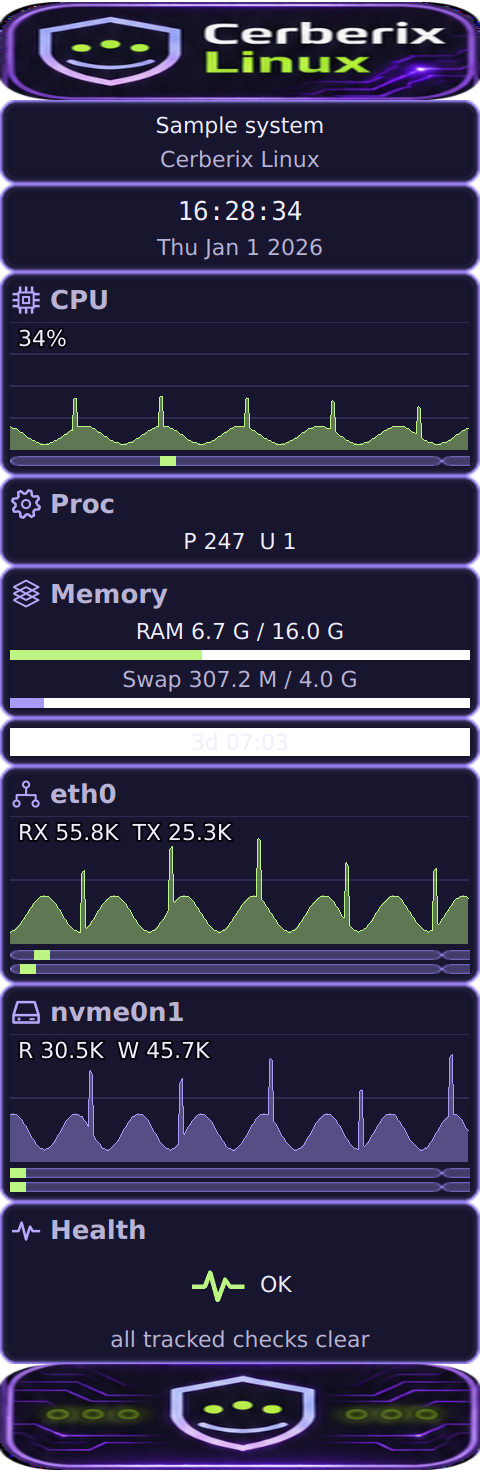 Cerberix
Linux
Sample system
Cerberix Linux
16:28:34
Thu Jan 1 2026
CPU
34%
Proc
P 247  U 1
Memory
RAM 6.7 G / 16.0 G
Swap 307.2 M / 4.0 G
3d 07:03
eth0
RX 55.8K  TX 25.3K
nvme0n1
R 30.5K  W 45.7K
Health
OK
all tracked checks clear